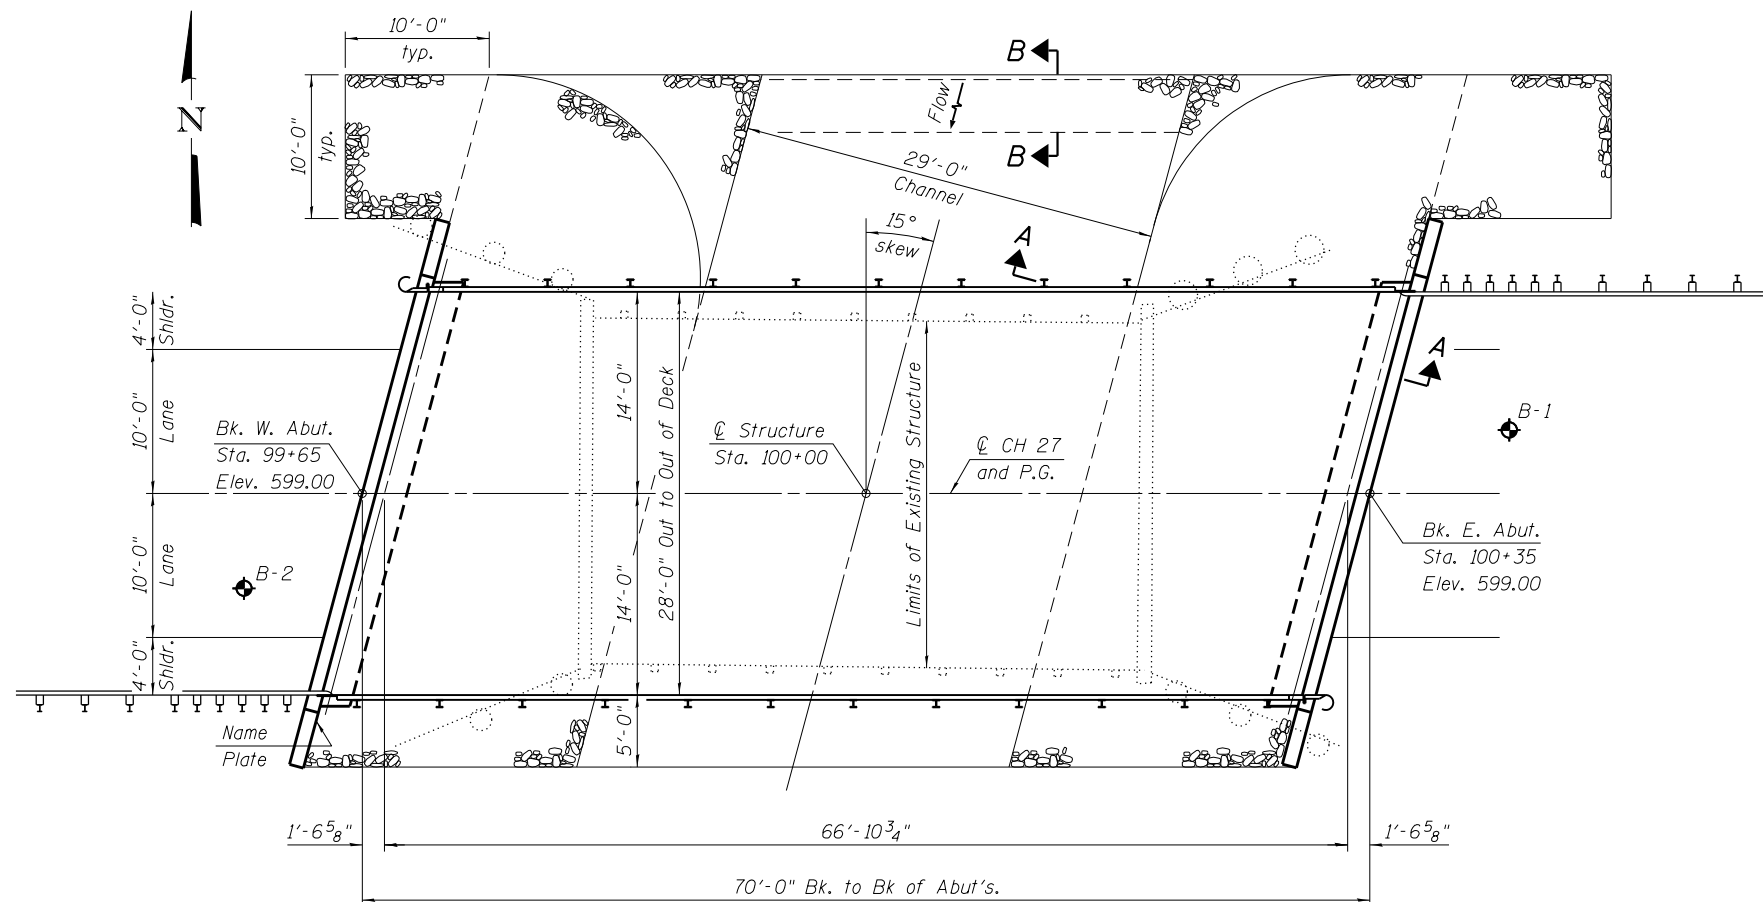 10'-0"
typ.
10'-0"
typ.
N
B
B
Flow
29'-0"
Channel
15°
skew
A
A
4'-0"
Shldr.
10'-0"
Lane
10'-0"
Lane
4'-0"
Shldr.
Bk. W. Abut.
Sta. 99+65
Elev. 599.00
14'-0"
14'-0"
28'-0" Out to Out of Deck
5'-0"
℄ Structure
Sta. 100+00
Limits of Existing Structure
℄ CH 27
and P.G.
B-1
B-2
Bk. E. Abut.
Sta. 100+35
Elev. 599.00
Name
Plate
1'-6⅝"
66'-10¾"
1'-6⅝"
70'-0" Bk. to Bk of Abut's.